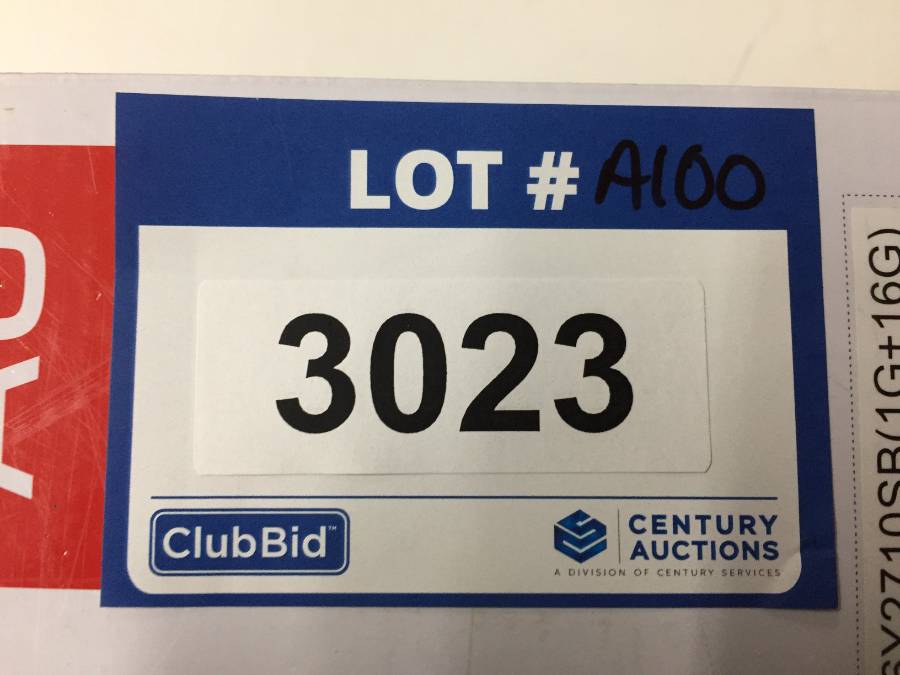 LOT # A100
3023
ClubBid™
CENTURY
AUCTIONS
A DIVISION OF CENTURY SERVICES